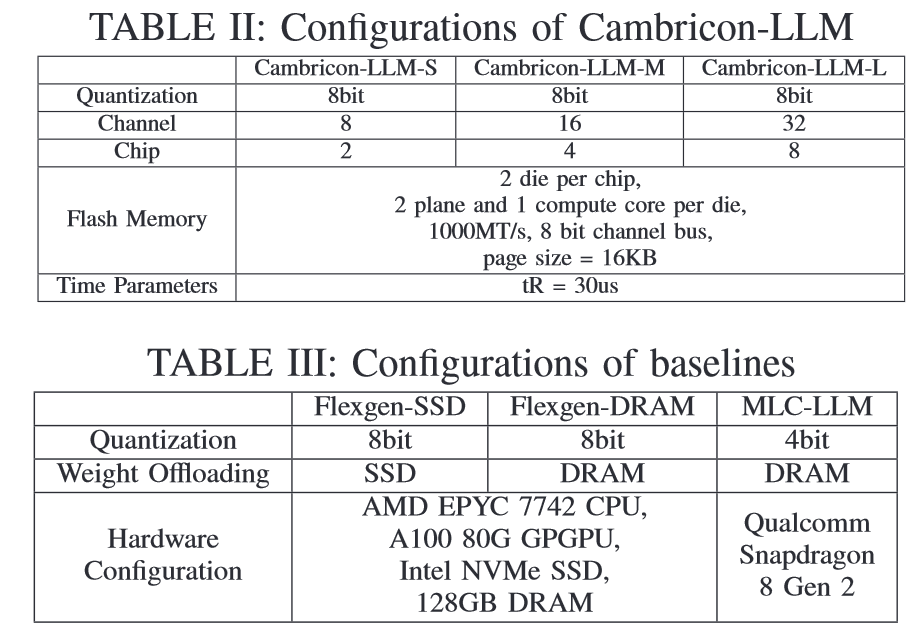 TABLE II: Configurations of Cambricon-LLM
Cambricon-LLM-S Cambricon-LLM-M Cambricon-LLM-L
Quantization 8bit 8bit 8bit
Channel 8 16 32
Chip 2 4 8
Flash Memory
2 die per chip,
2 plane and 1 compute core per die,
1000MT/s, 8 bit channel bus,
page size = 16KB
Time Parameters tR = 30us
TABLE III: Configurations of baselines
Flexgen-SSD Flexgen-DRAM MLC-LLM
Quantization 8bit 8bit 4bit
Weight Offloading SSD DRAM DRAM
Hardware
Configuration
AMD EPYC 7742 CPU,
A100 80G GPGPU,
Intel NVMe SSD,
128GB DRAM
Qualcomm
Snapdragon
8 Gen 2